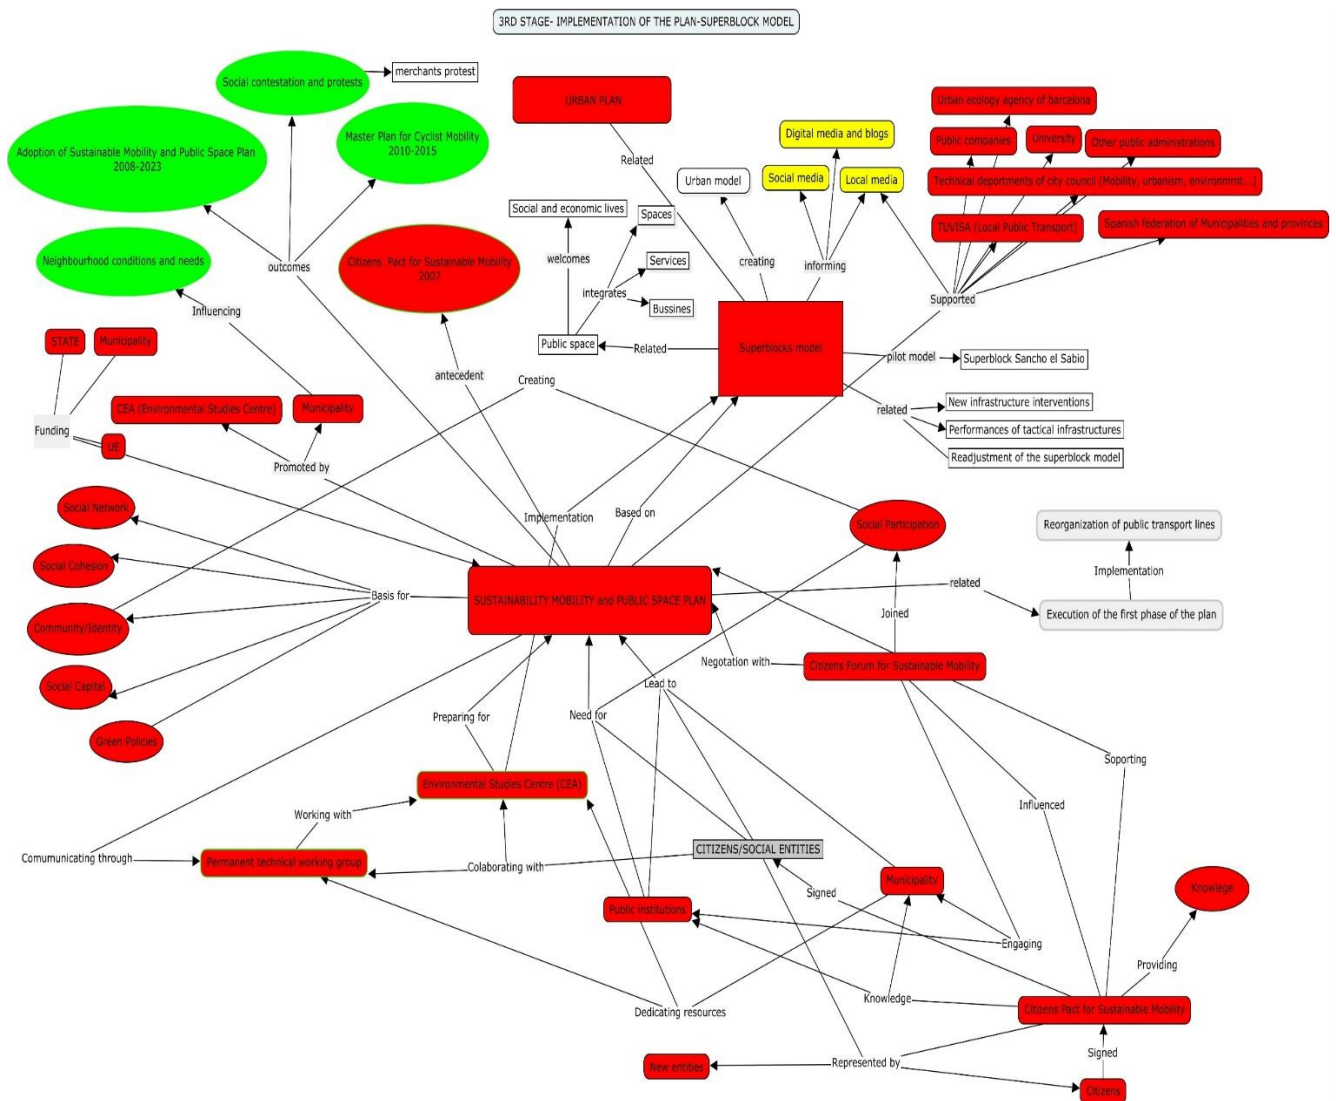 3RD STAGE- IMPLEMENTATION OF THE PLAN-SUPERBLOCK MODEL
Social contestation and protests
merchants protest
URBAN PLAN
Urban ecology agency of barcelona
Adoption of Sustainable Mobility and Public Space Plan
2008-2023
Master Plan for Cyclist Mobility
2010-2015
Digital media and blogs
Public companies
University
Other public administrations
Related
Urban model
Social media
Local media
Technical deportments of city council (Mobility, urbanism, environmrnt...)
Social and economic lives
Spaces
TUVISA (Local Public Transport)
Spanish federation of Municipalities and provinces
Neighbourhood conditions and needs
outcomes
Citizens  Pact for Sustainable Mobility
2007
welcomes
Services
creating
informing
integrates
Supported
Influencing
Bussines
STATE
Municipality
Public space
Related
Superblocks model
pilot model
Superblock Sancho el Sabio
antecedent
Creating
CEA (Environmental Studies Centre)
Municipality
related
New infrastructure interventions
Funding
UE
Performances of tactical infrastructures
Promoted by
Readjustment of the superblock model
Social Network
Implementation
Based on
Social Participation
Reorganization of public transport lines
Social Cohesion
Implementation
Basis for
SUSTAINABILITY MOBILITY and PUBLIC SPACE PLAN
related
Community/Identity
Joined
Execution of the first phase of the plan
Social Capital
Negotation with
Citizens Forum for Sustainable Mobility
Lead to
Green Policies
Preparing for
Need for
Soporting
Environmental Studies Centre (CEA)
Working with
Influenced
Comumunicating through
Permanent technical working group
Colaborating with
CITIZENS/SOCIAL ENTITIES
Municipality
Signed
Knowlege
Public institutions
Engaging
Providing
Knowledge
Dedicating resources
Citizens Pact for Sustainable Mobility
Signed
New entities
Represented by
Citizens